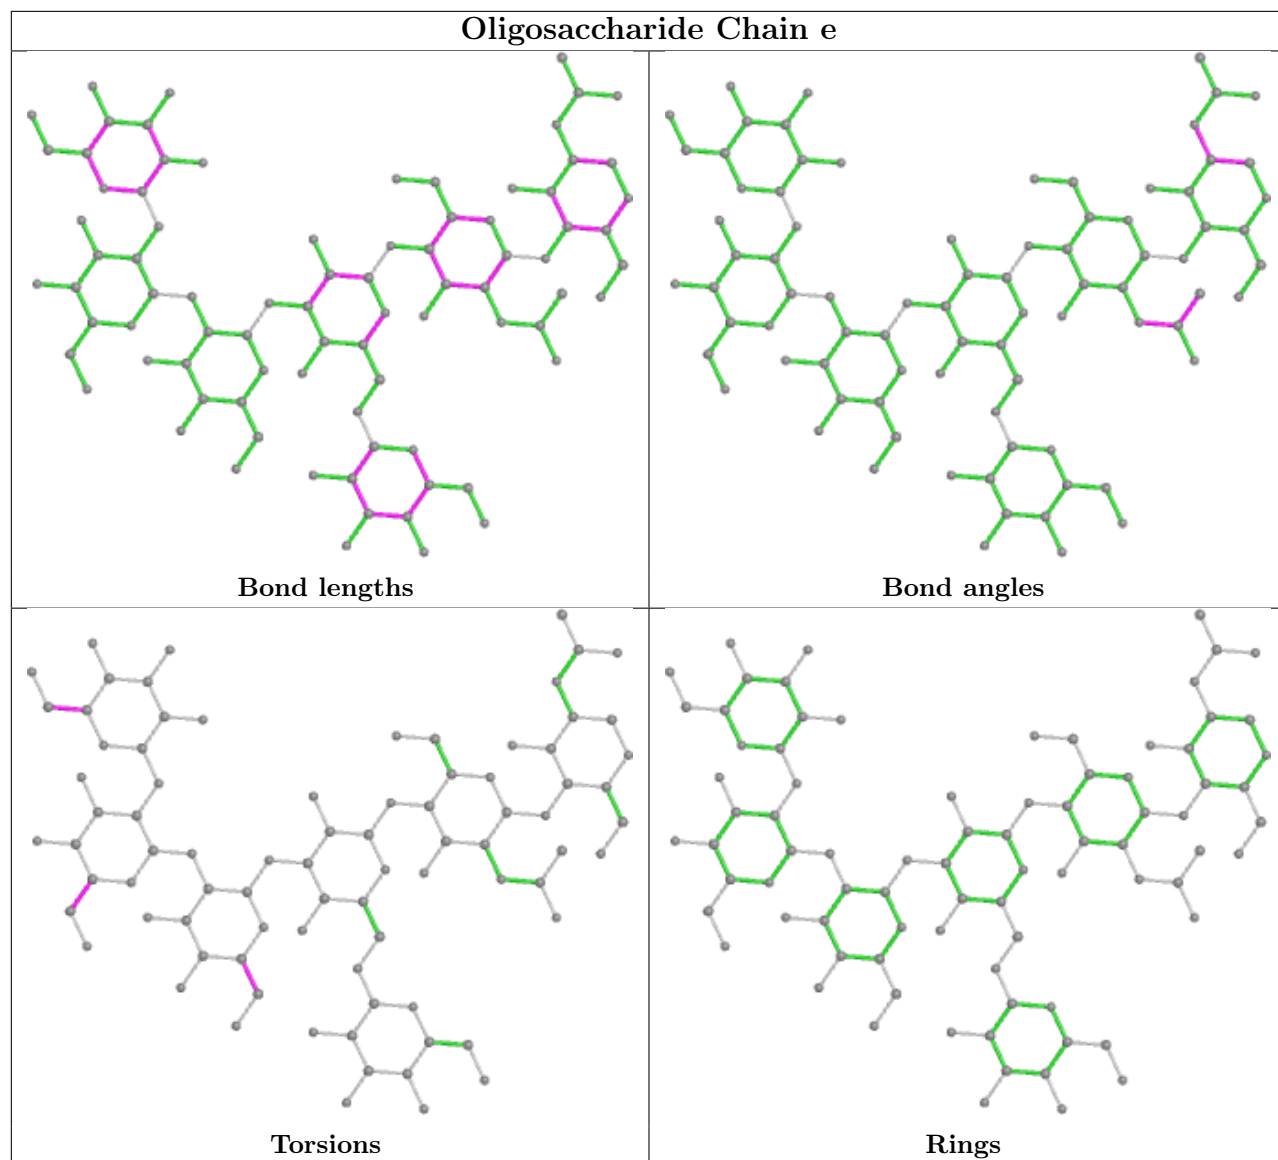 Oligosaccharide Chain e
Bond lengths
Bond angles
Torsions
Rings